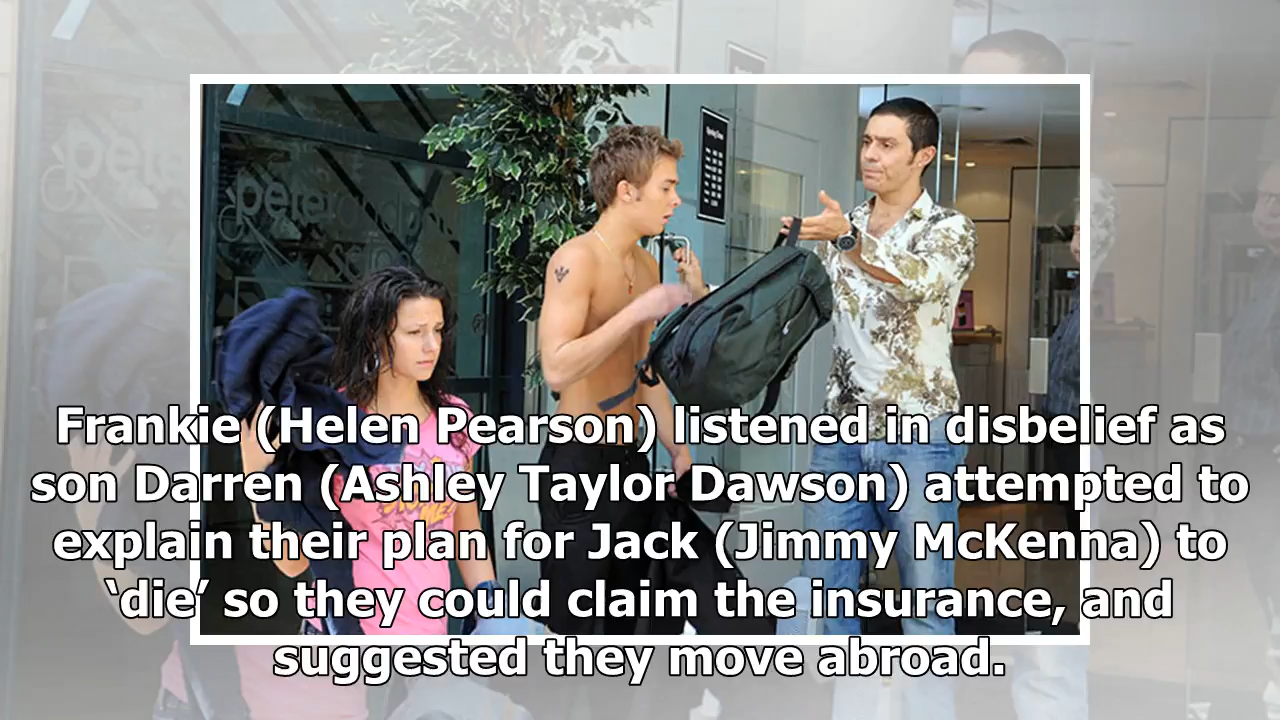 Frankie (Helen Pearson) listened in disbelief as
son Darren (Ashley Taylor Dawson) attempted to
explain their plan for Jack (Jimmy McKenna) to
‘die’ so they could claim the insurance, and
suggested they move abroad.